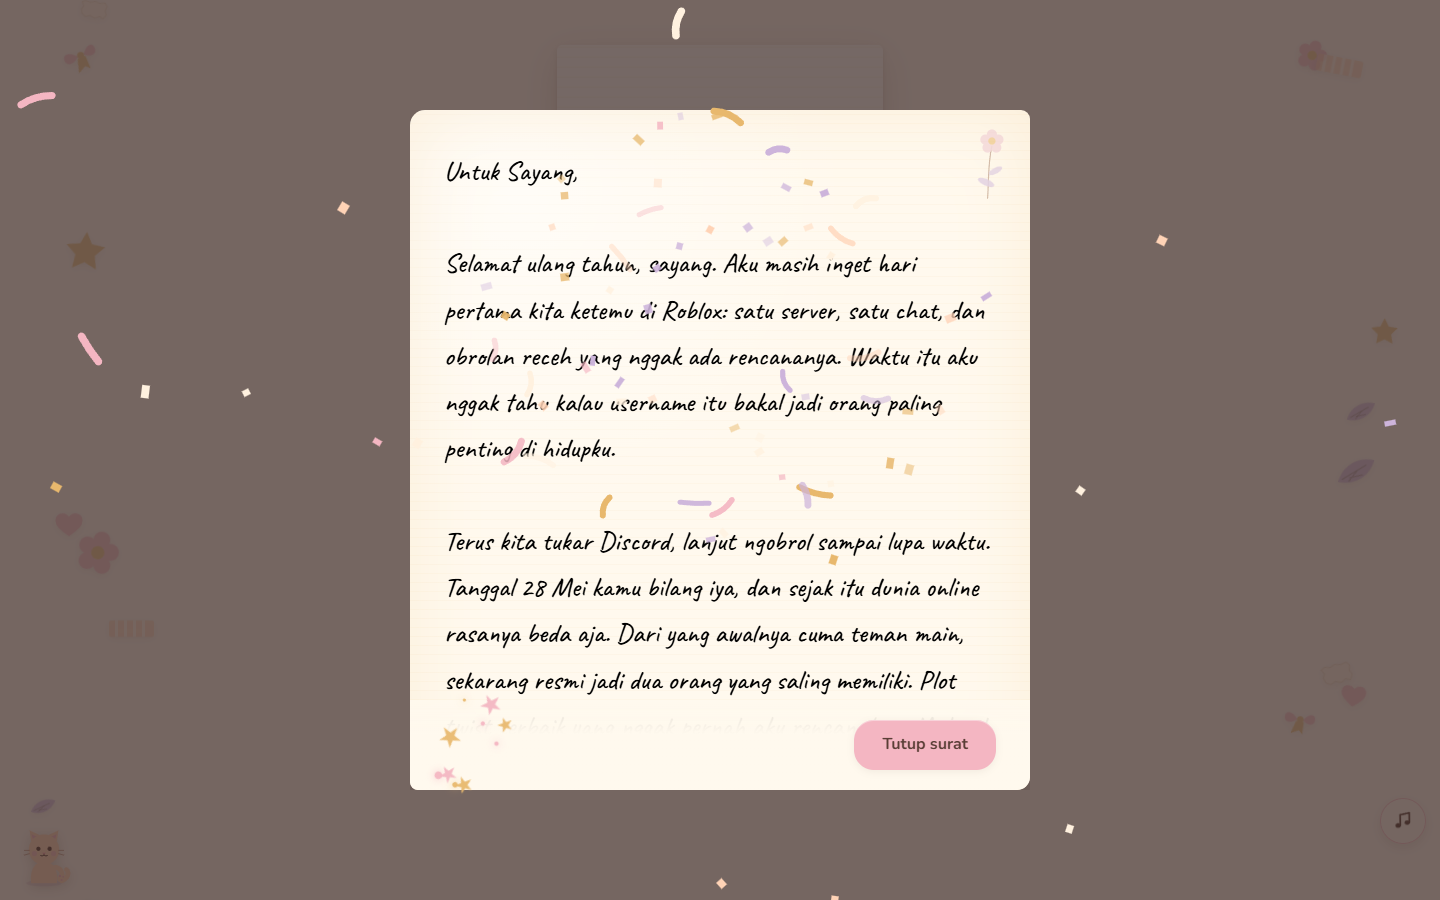 Untuk Sayang,
Selamat ulang tahun, sayang. Aku masih inget hari
pertama kita ketemu di Roblox: satu server, satu chat, dan
obrolan receh yang nggak ada rencananya. Waktu itu aku
nggak tahu kalau username itu bakal jadi orang paling
penting di hidupku.
Terus kita tukar Discord, lanjut ngobrol sampai lupa waktu.
Tanggal 28 Mei kamu bilang iya, dan sejak itu dunia online
rasanya beda aja. Dari yang awalnya cuma teman main,
sekarang resmi jadi dua orang yang saling memiliki. Plot
Tutup surat